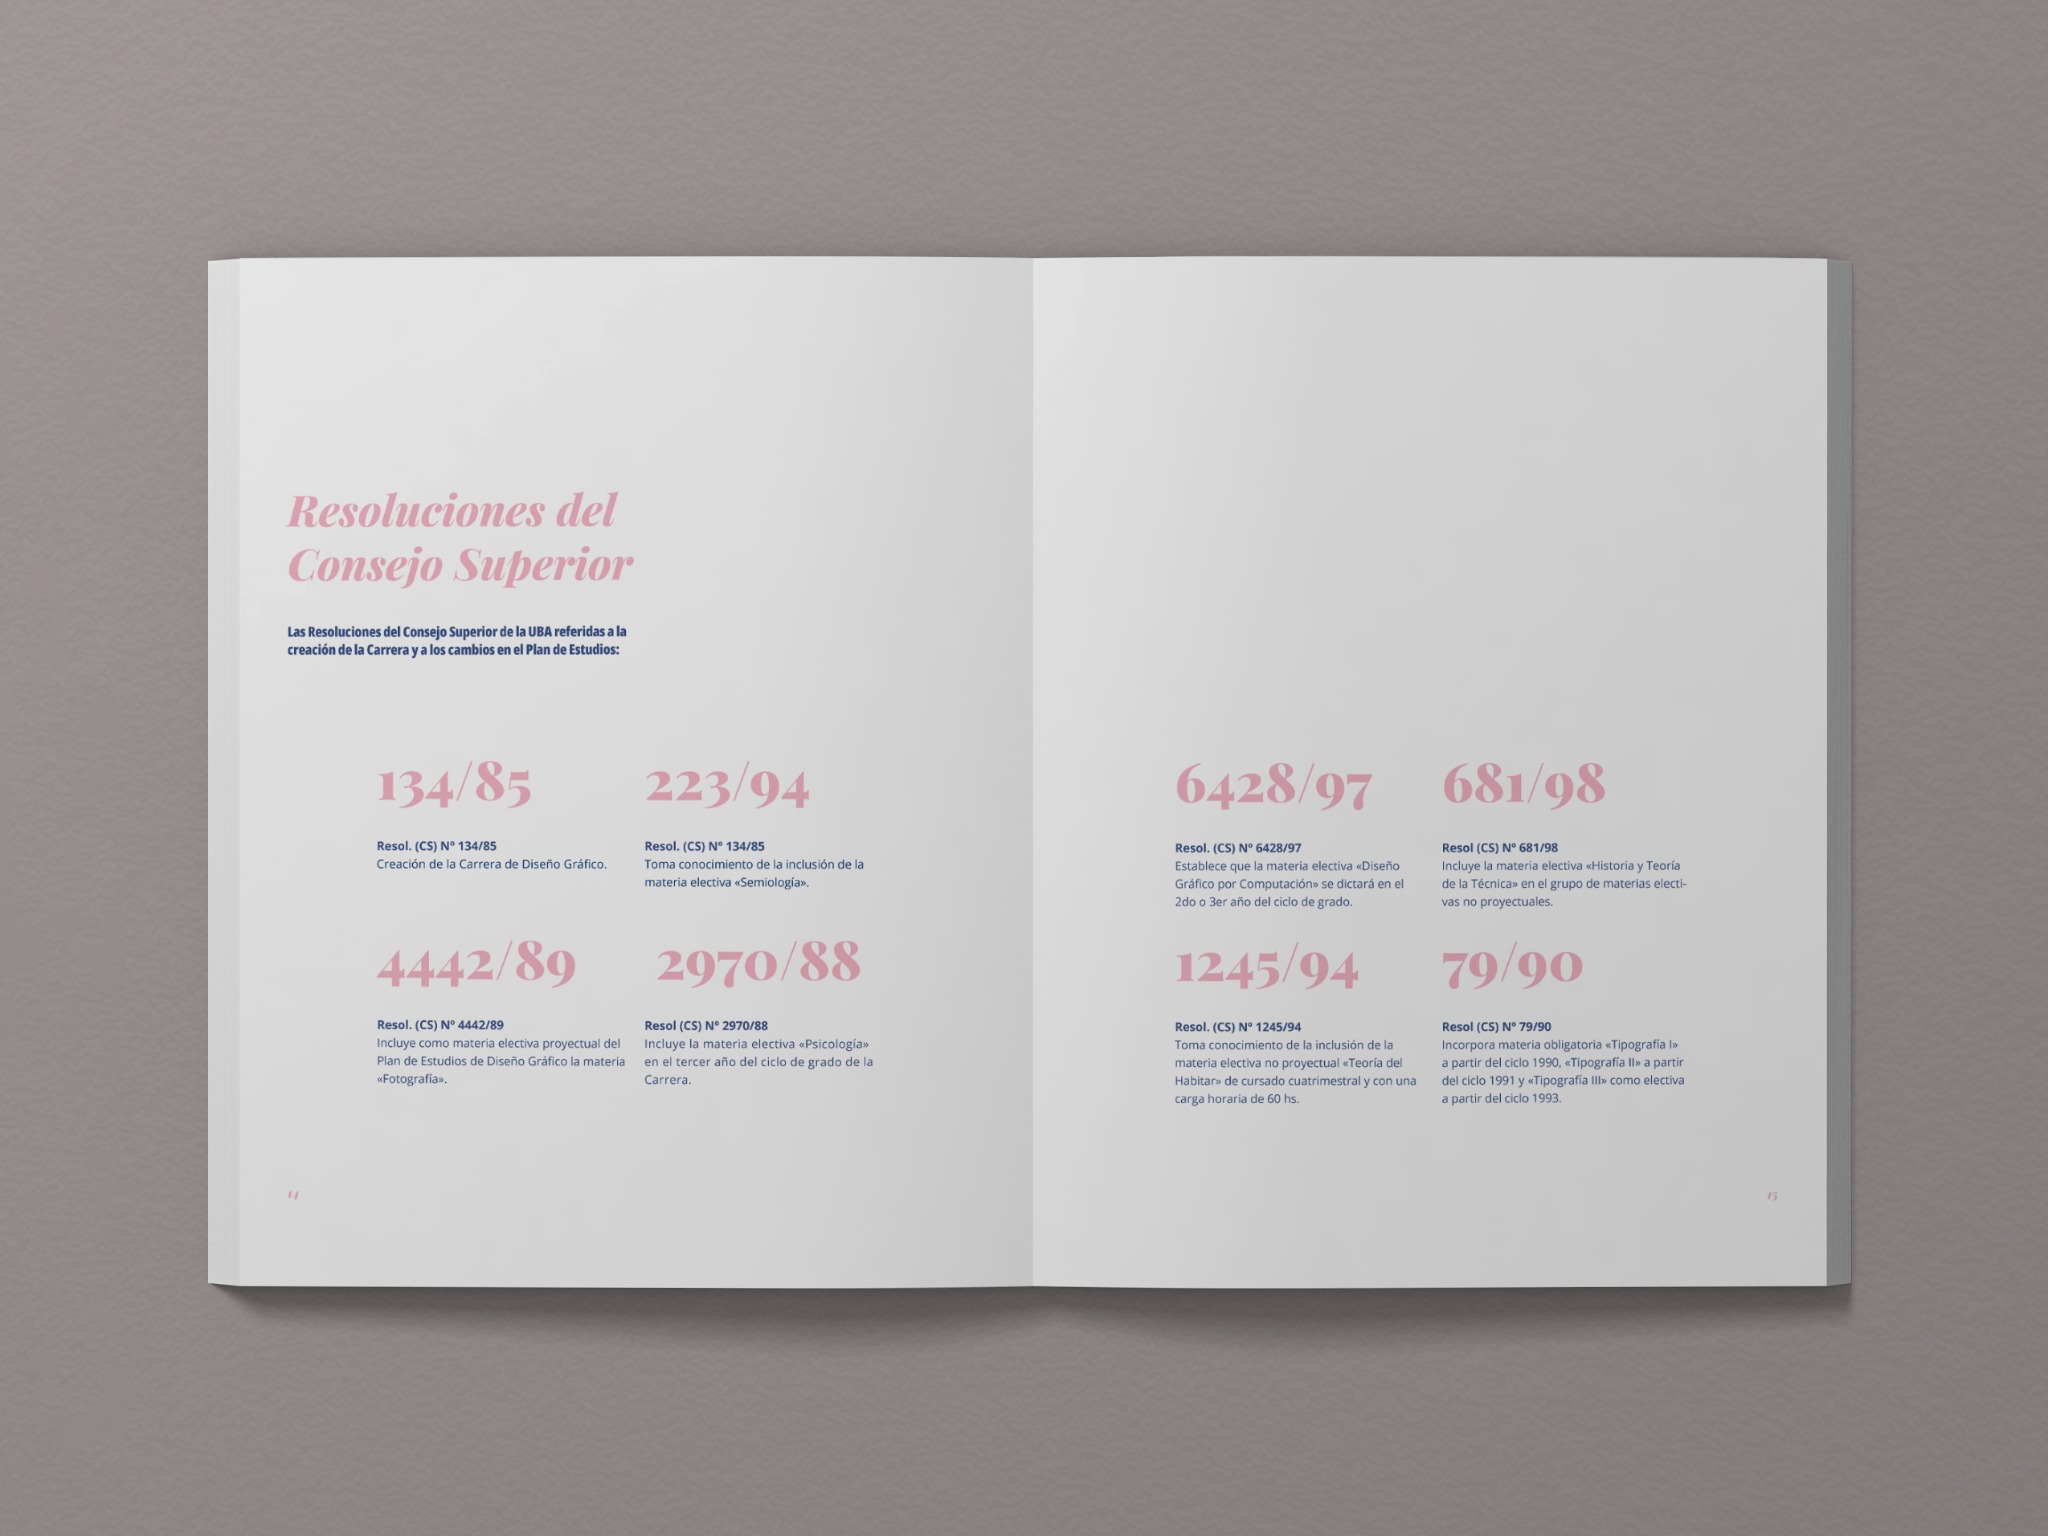 Resoluciones del
Consejo Superior
Las Resoluciones del Consejo Superior de la UBA referidas a la
creación de la Carrera y a los cambios en el Plan de Estudios:
134/85
Resol. (CS) Nº 134/85
Creación de la Carrera de Diseño Gráfico.
223/94
Resol. (CS) Nº 134/85
Toma conocimiento de la inclusión de la
materia electiva «Semiología».
4442/89
Resol. (CS) Nº 4442/89
Incluye como materia electiva proyectual del
Plan de Estudios de Diseño Gráfico la materia
«Fotografía».
2970/88
Resol (CS) Nº 2970/88
Incluye la materia electiva «Psicología»
en el tercer año del ciclo de grado de la
Carrera.
14
6428/97
Resol. (CS) Nº 6428/97
Establece que la materia electiva «Diseño
Gráfico por Computación» se dictará en el
2do o 3er año del ciclo de grado.
681/98
Resol (CS) Nº 681/98
Incluye la materia electiva «Historia y Teoría
de la Técnica» en el grupo de materias electi-
vas no proyectuales.
1245/94
Resol. (CS) Nº 1245/94
Toma conocimiento de la inclusión de la
materia electiva no proyectual «Teoría del
Habitar» de cursado cuatrimestral y con una
carga horaria de 60 hs.
79/90
Resol (CS) Nº 79/90
Incorpora materia obligatoria «Tipografía I»
a partir del ciclo 1990, «Tipografía II» a partir
del ciclo 1991 y «Tipografía III» como electiva
a partir del ciclo 1993.
15